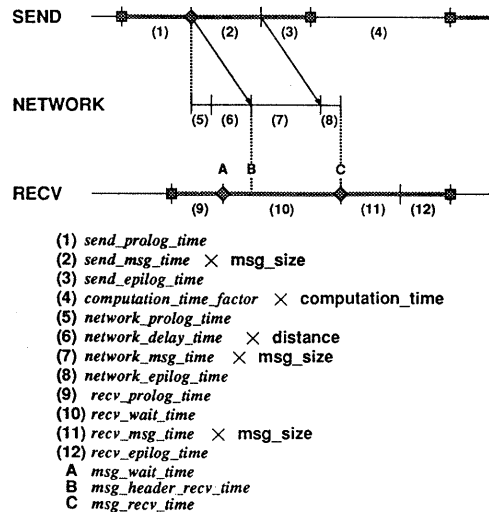 SEND
(1) (2) (3) (4)
NETWORK
(5) (6) (7) (8)
A B C
RECV
(9) (10) (11) (12)
(1) send_prolog_time
(2) send_msg_time × msg_size
(3) send_epilog_time
(4) computation_time_factor × computation_time
(5) network_prolog_time
(6) network_delay_time × distance
(7) network_msg_time × msg_size
(8) network_epilog_time
(9) recv_prolog_time
(10) recv_wait_time
(11) recv_msg_time × msg_size
(12) recv_epilog_time
A msg_wait_time
B msg_header_recv_time
C msg_recv_time